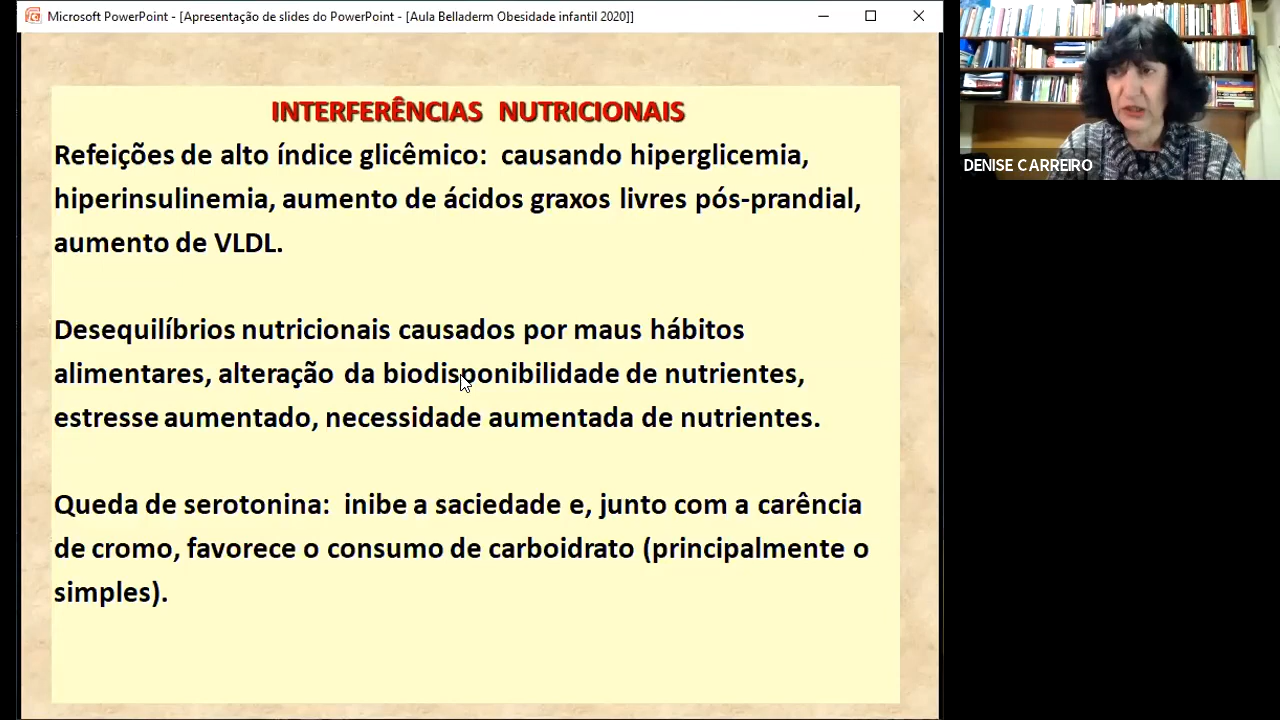 Microsoft PowerPoint - [Apresentação de slides do PowerPoint - [Aula Belladerm Obesidade infantil 2020]]
DENISE CARREIRO
INTERFERÊNCIAS NUTRICIONAIS
Refeições de alto índice glicêmico: causando hiperglicemia,
hiperinsulinemia, aumento de ácidos graxos livres pós-prandial,
aumento de VLDL.
Desequilíbrios nutricionais causados por maus hábitos
alimentares, alteração da biodisponibilidade de nutrientes,
estresse aumentado, necessidade aumentada de nutrientes.
Queda de serotonina: inibe a saciedade e, junto com a carência
de cromo, favorece o consumo de carboidrato (principalmente o
simples).